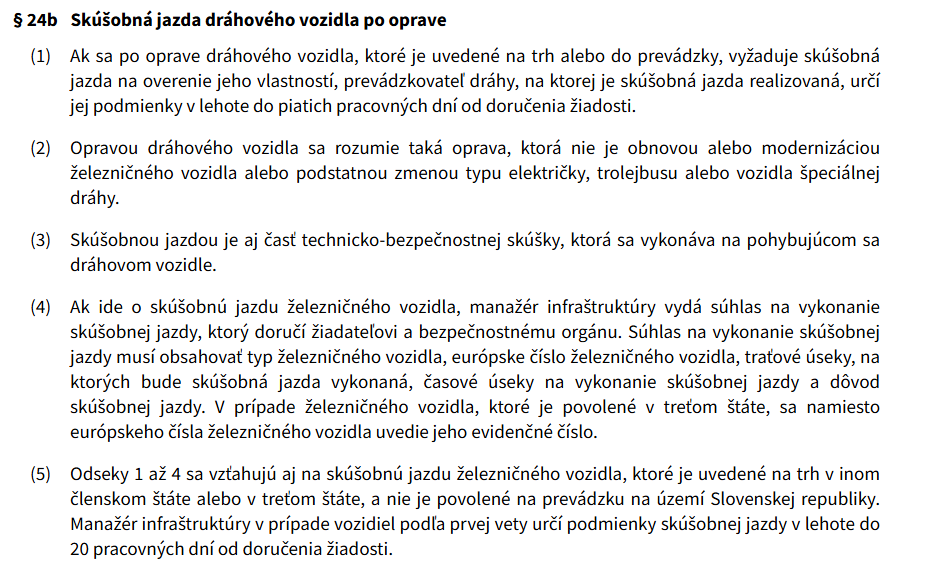 § 24b Skúšobná jazda dráhového vozidla po oprave
(1) Ak sa po oprave dráhového vozidla, ktoré je uvedené na trh alebo do prevádzky, vyžaduje skúšobná
jazda na overenie jeho vlastností, prevádzkovateľ dráhy, na ktorej je skúšobná jazda realizovaná, určí
jej podmienky v lehote do piatich pracovných dní od doručenia žiadosti.
(2) Opravou dráhového vozidla sa rozumie taká oprava, ktorá nie je obnovou alebo modernizáciou
železničného vozidla alebo podstatnou zmenou typu električky, trolejbusu alebo vozidla špeciálnej
dráhy.
(3) Skúšobnou jazdou je aj časť technicko-bezpečnostnej skúšky, ktorá sa vykonáva na pohybujúcom sa
dráhovom vozidle.
(4) Ak ide o skúšobnú jazdu železničného vozidla, manažér infraštruktúry vydá súhlas na vykonanie
skúšobnej jazdy, ktorý doručí žiadateľovi a bezpečnostnému orgánu. Súhlas na vykonanie skúšobnej
jazdy musí obsahovať typ železničného vozidla, európske číslo železničného vozidla, traťové úseky, na
ktorých bude skúšobná jazda vykonaná, časové úseky na vykonanie skúšobnej jazdy a dôvod
skúšobnej jazdy. V prípade železničného vozidla, ktoré je povolené v treťom štáte, sa namiesto
európskeho čísla železničného vozidla uvedie jeho evidenčné číslo.
(5) Odseky 1 až 4 sa vzťahujú aj na skúšobnú jazdu železničného vozidla, ktoré je uvedené na trh v inom
členskom štáte alebo v treťom štáte, a nie je povolené na prevádzku na území Slovenskej republiky.
Manažér infraštruktúry v prípade vozidiel podľa prvej vety určí podmienky skúšobnej jazdy v lehote do
20 pracovných dní od doručenia žiadosti.